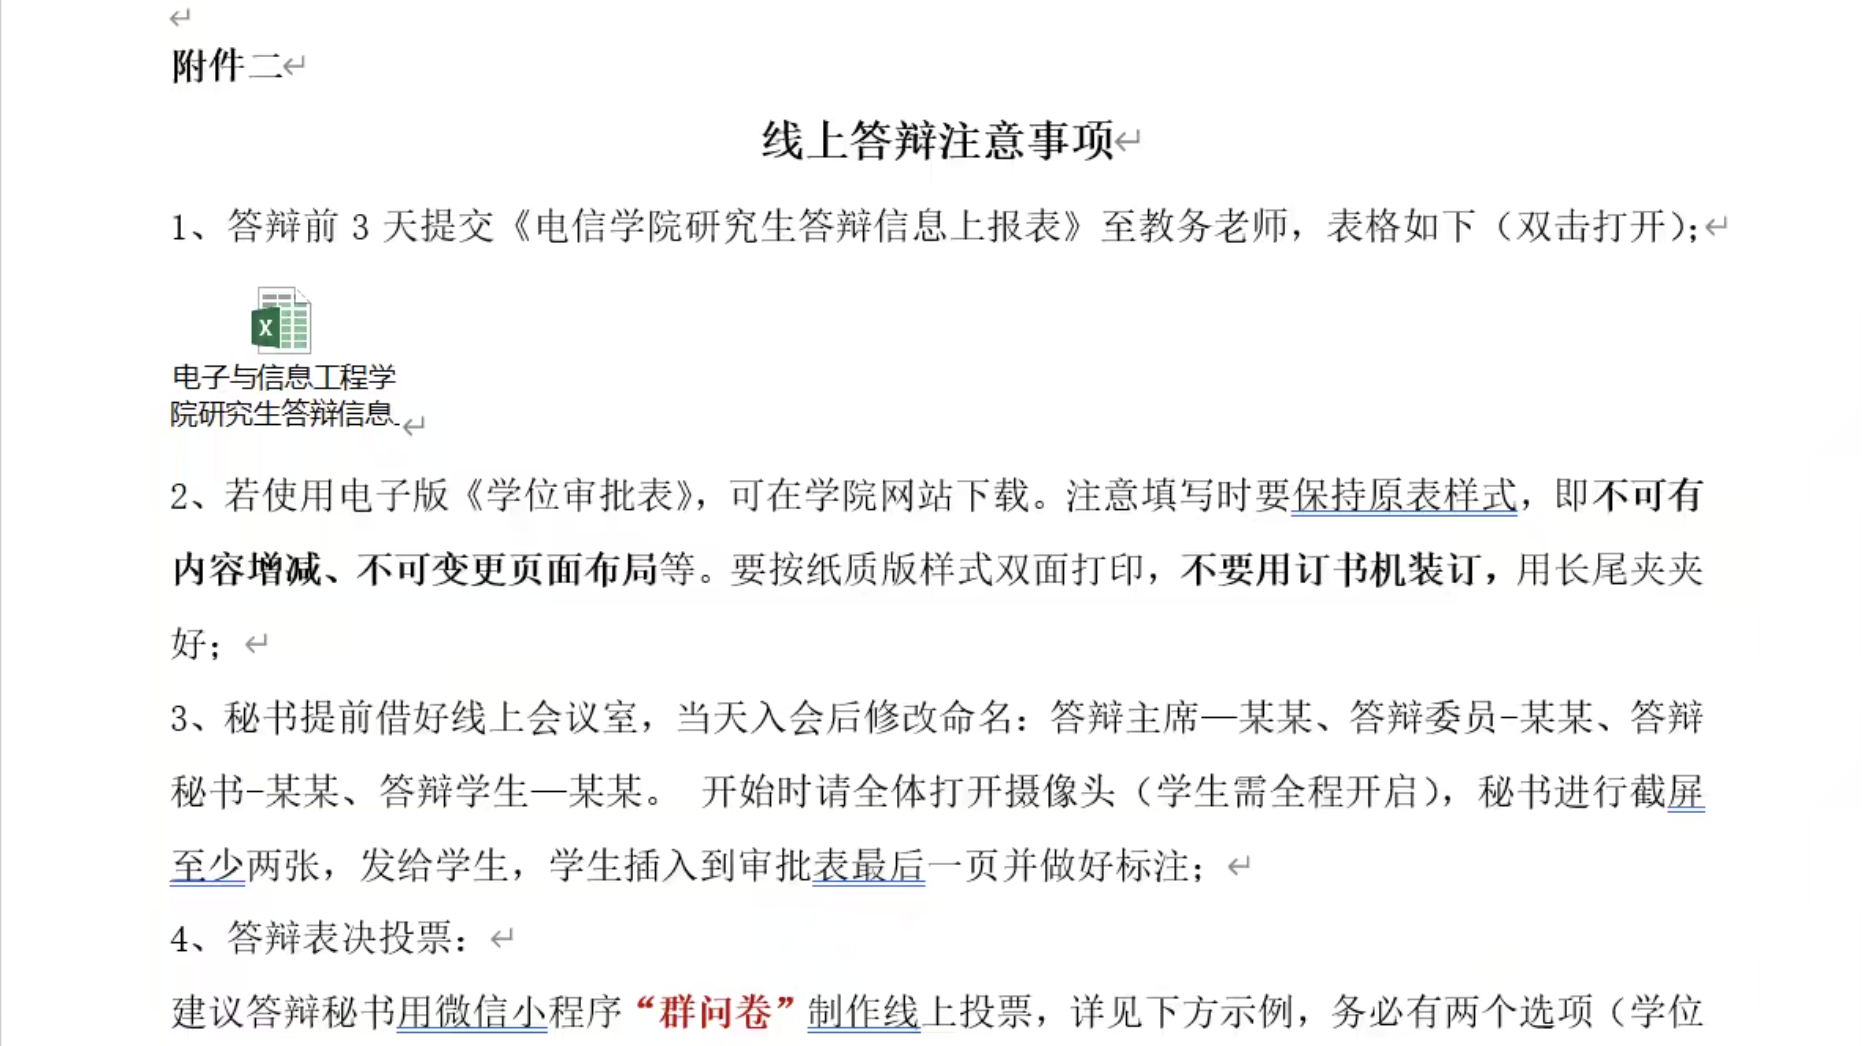 附件二
线上答辩注意事项
1、答辩前 3 天提交《电信学院研究生答辩信息上报表》至教务老师，表格如下（双击打开）；
X
电子与信息工程学
院研究生答辩信息_
2、若使用电子版《学位审批表》，可在学院网站下载。注意填写时要保持原表样式，即不可有
内容增减、不可变更页面布局等。要按纸质版样式双面打印，不要用订书机装订，用长尾夹夹
好；
3、秘书提前借好线上会议室，当天入会后修改命名：答辩主席—某某、答辩委员-某某、答辩
秘书-某某、答辩学生—某某。 开始时请全体打开摄像头（学生需全程开启），秘书进行截屏
至少两张，发给学生，学生插入到审批表最后一页并做好标注；
4、答辩表决投票：
建议答辩秘书用微信小程序“群问卷”制作线上投票，详见下方示例，务必有两个选项（学位